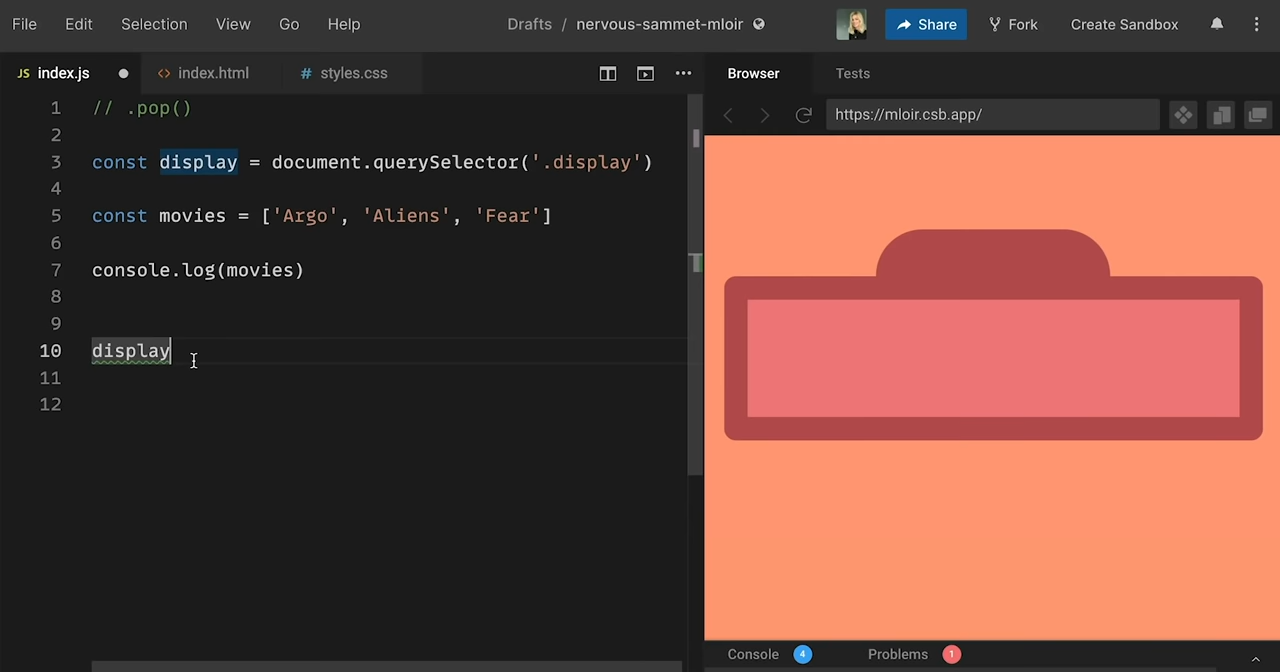 File Edit Selection View Go Help Drafts / nervous-sammet-mloir Share Fork Create Sandbox
JS index.js <> index.html # styles.css Browser Tests
https://mloir.csb.app/
1 // .pop()
2
3 const display = document.querySelector('.display')
4
5 const movies = ['Argo', 'Aliens', 'Fear']
6
7 console.log(movies)
8
9
10 display
11
12
Console 4 Problems 1